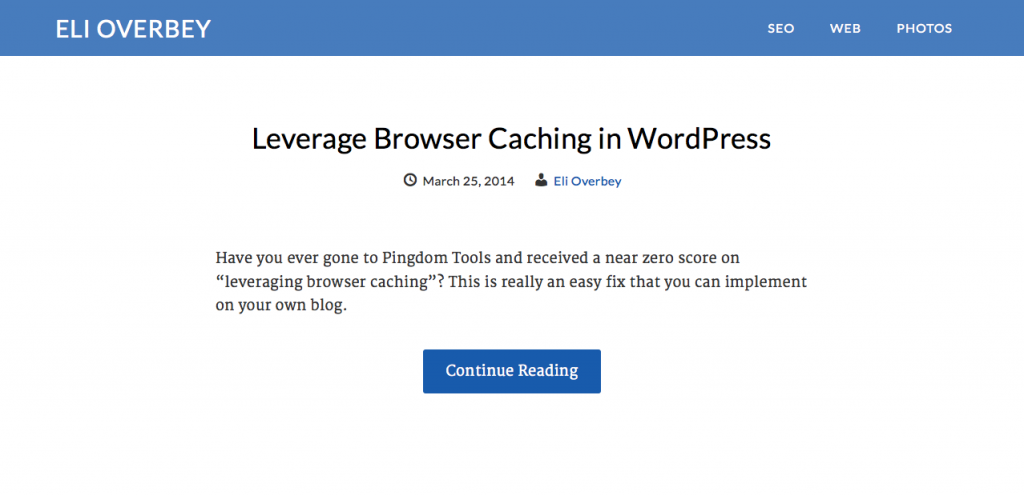 ELI OVERBEY
SEO WEB PHOTOS
Leverage Browser Caching in WordPress
March 25, 2014 Eli Overbey
Have you ever gone to Pingdom Tools and received a near zero score on
“leveraging browser caching”? This is really an easy fix that you can implement
on your own blog.
Continue Reading